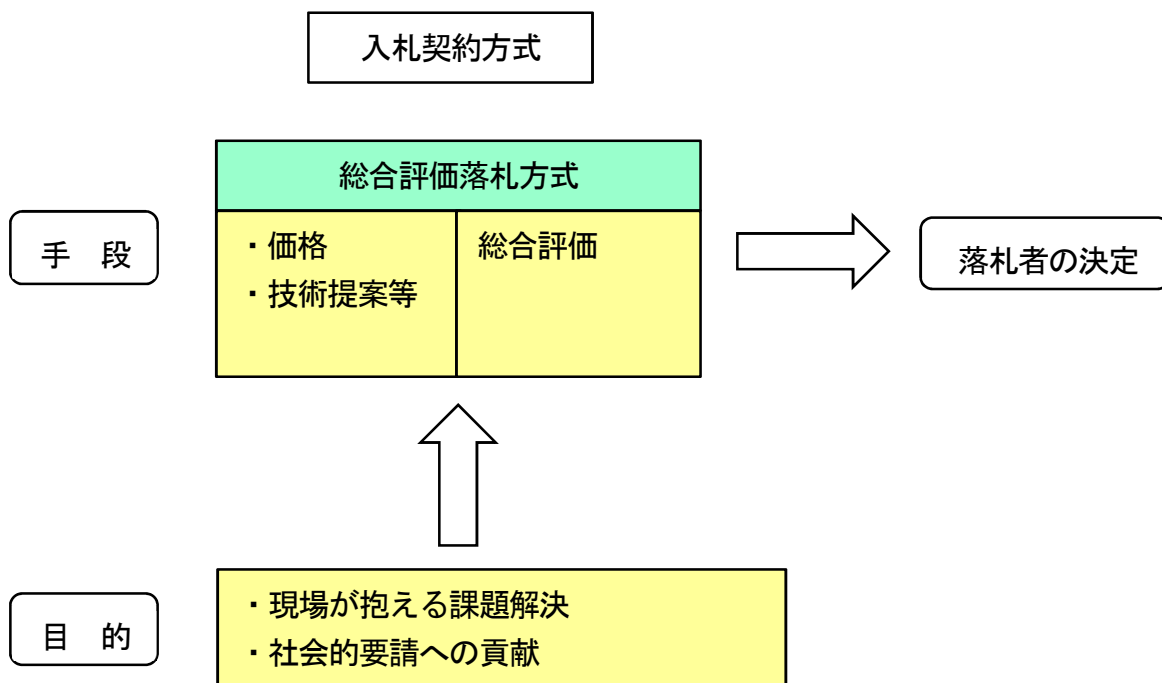 入札契約方式
総合評価落札方式
手 段
・価格
・技術提案等
総合評価
落札者の決定
目 的
・現場が抱える課題解決
・社会的要請への貢献